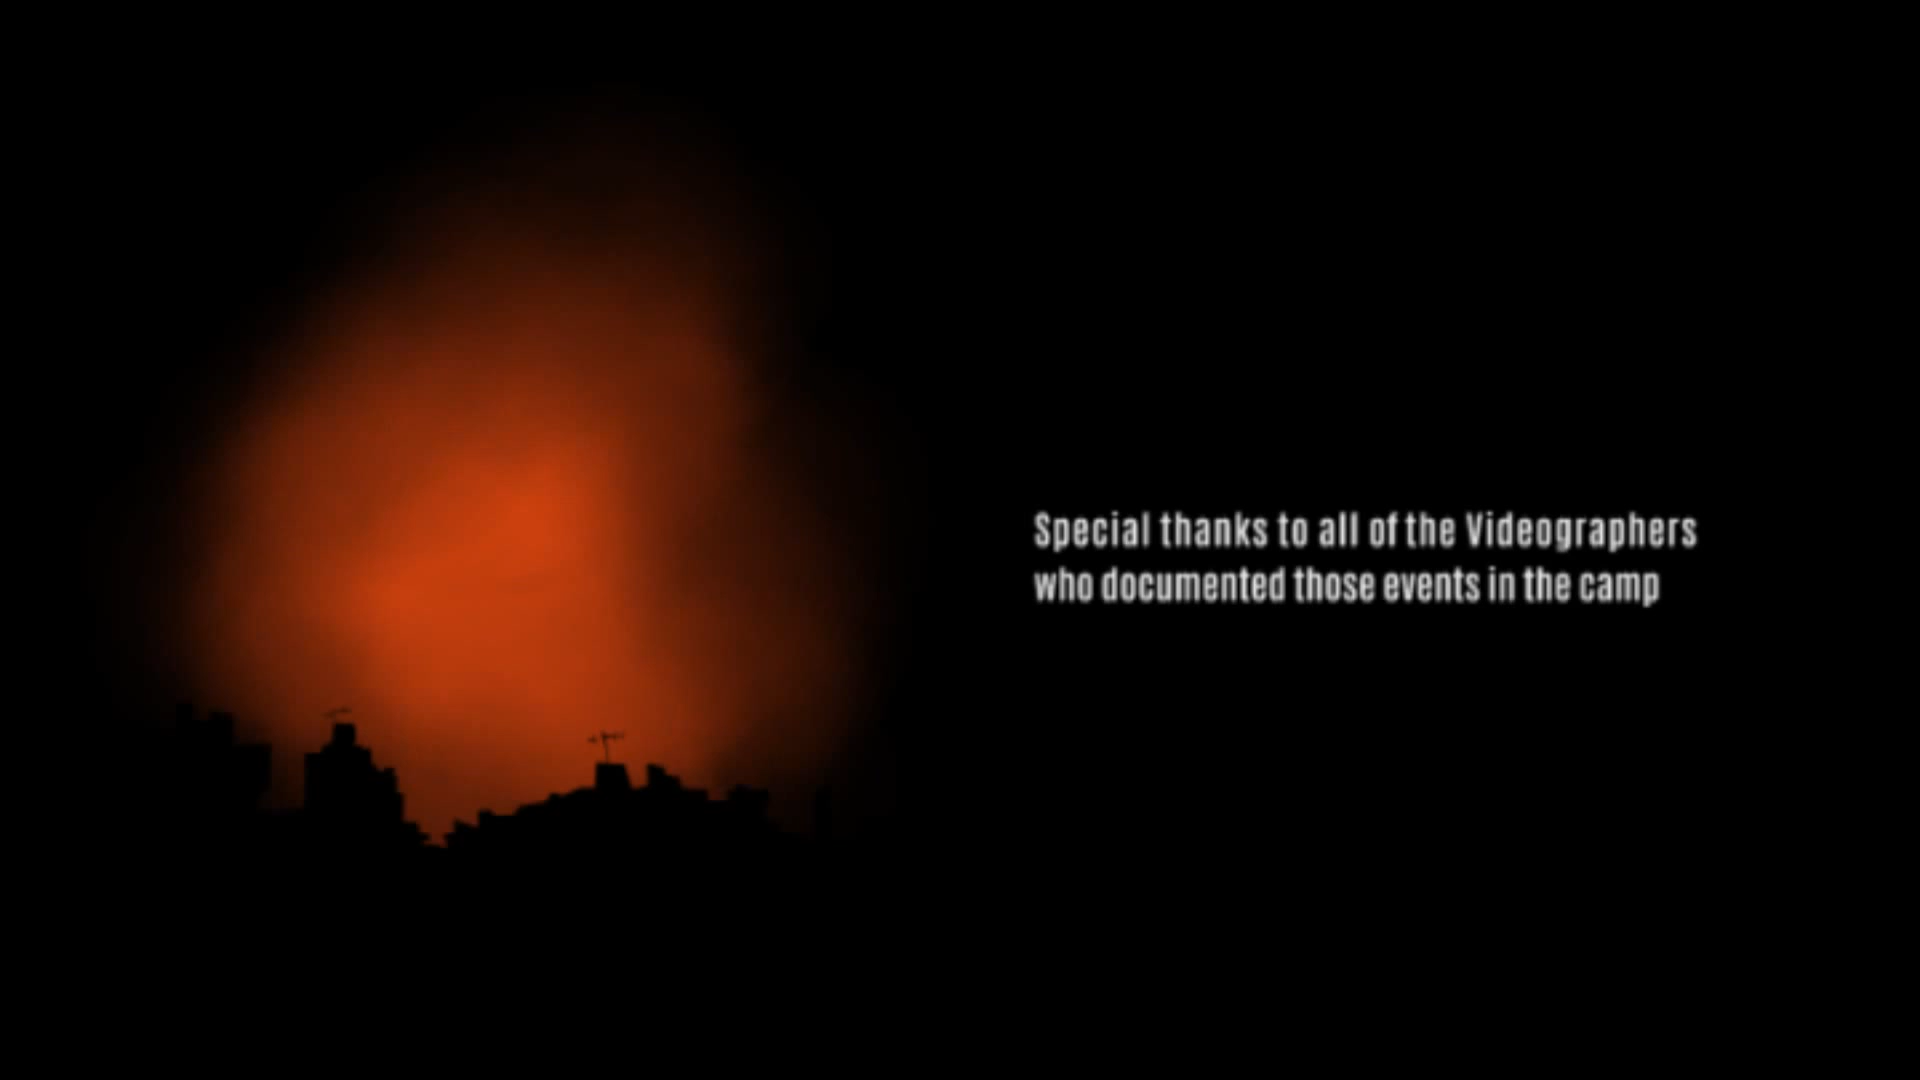 Special thanks to all of the Videographers
who documented those events in the camp